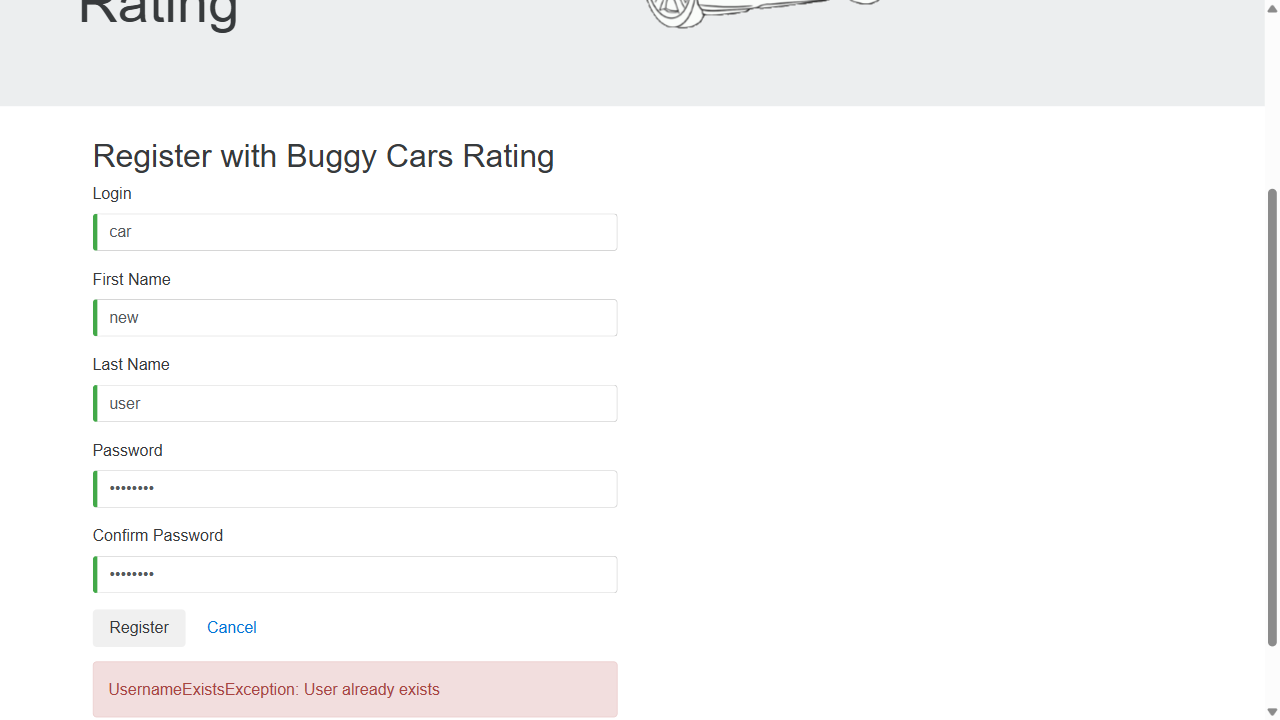 Rating
Register with Buggy Cars Rating
Login
car
First Name
new
Last Name
user
Password
••••••••
Confirm Password
••••••••
Register Cancel
UsernameExistsException: User already exists